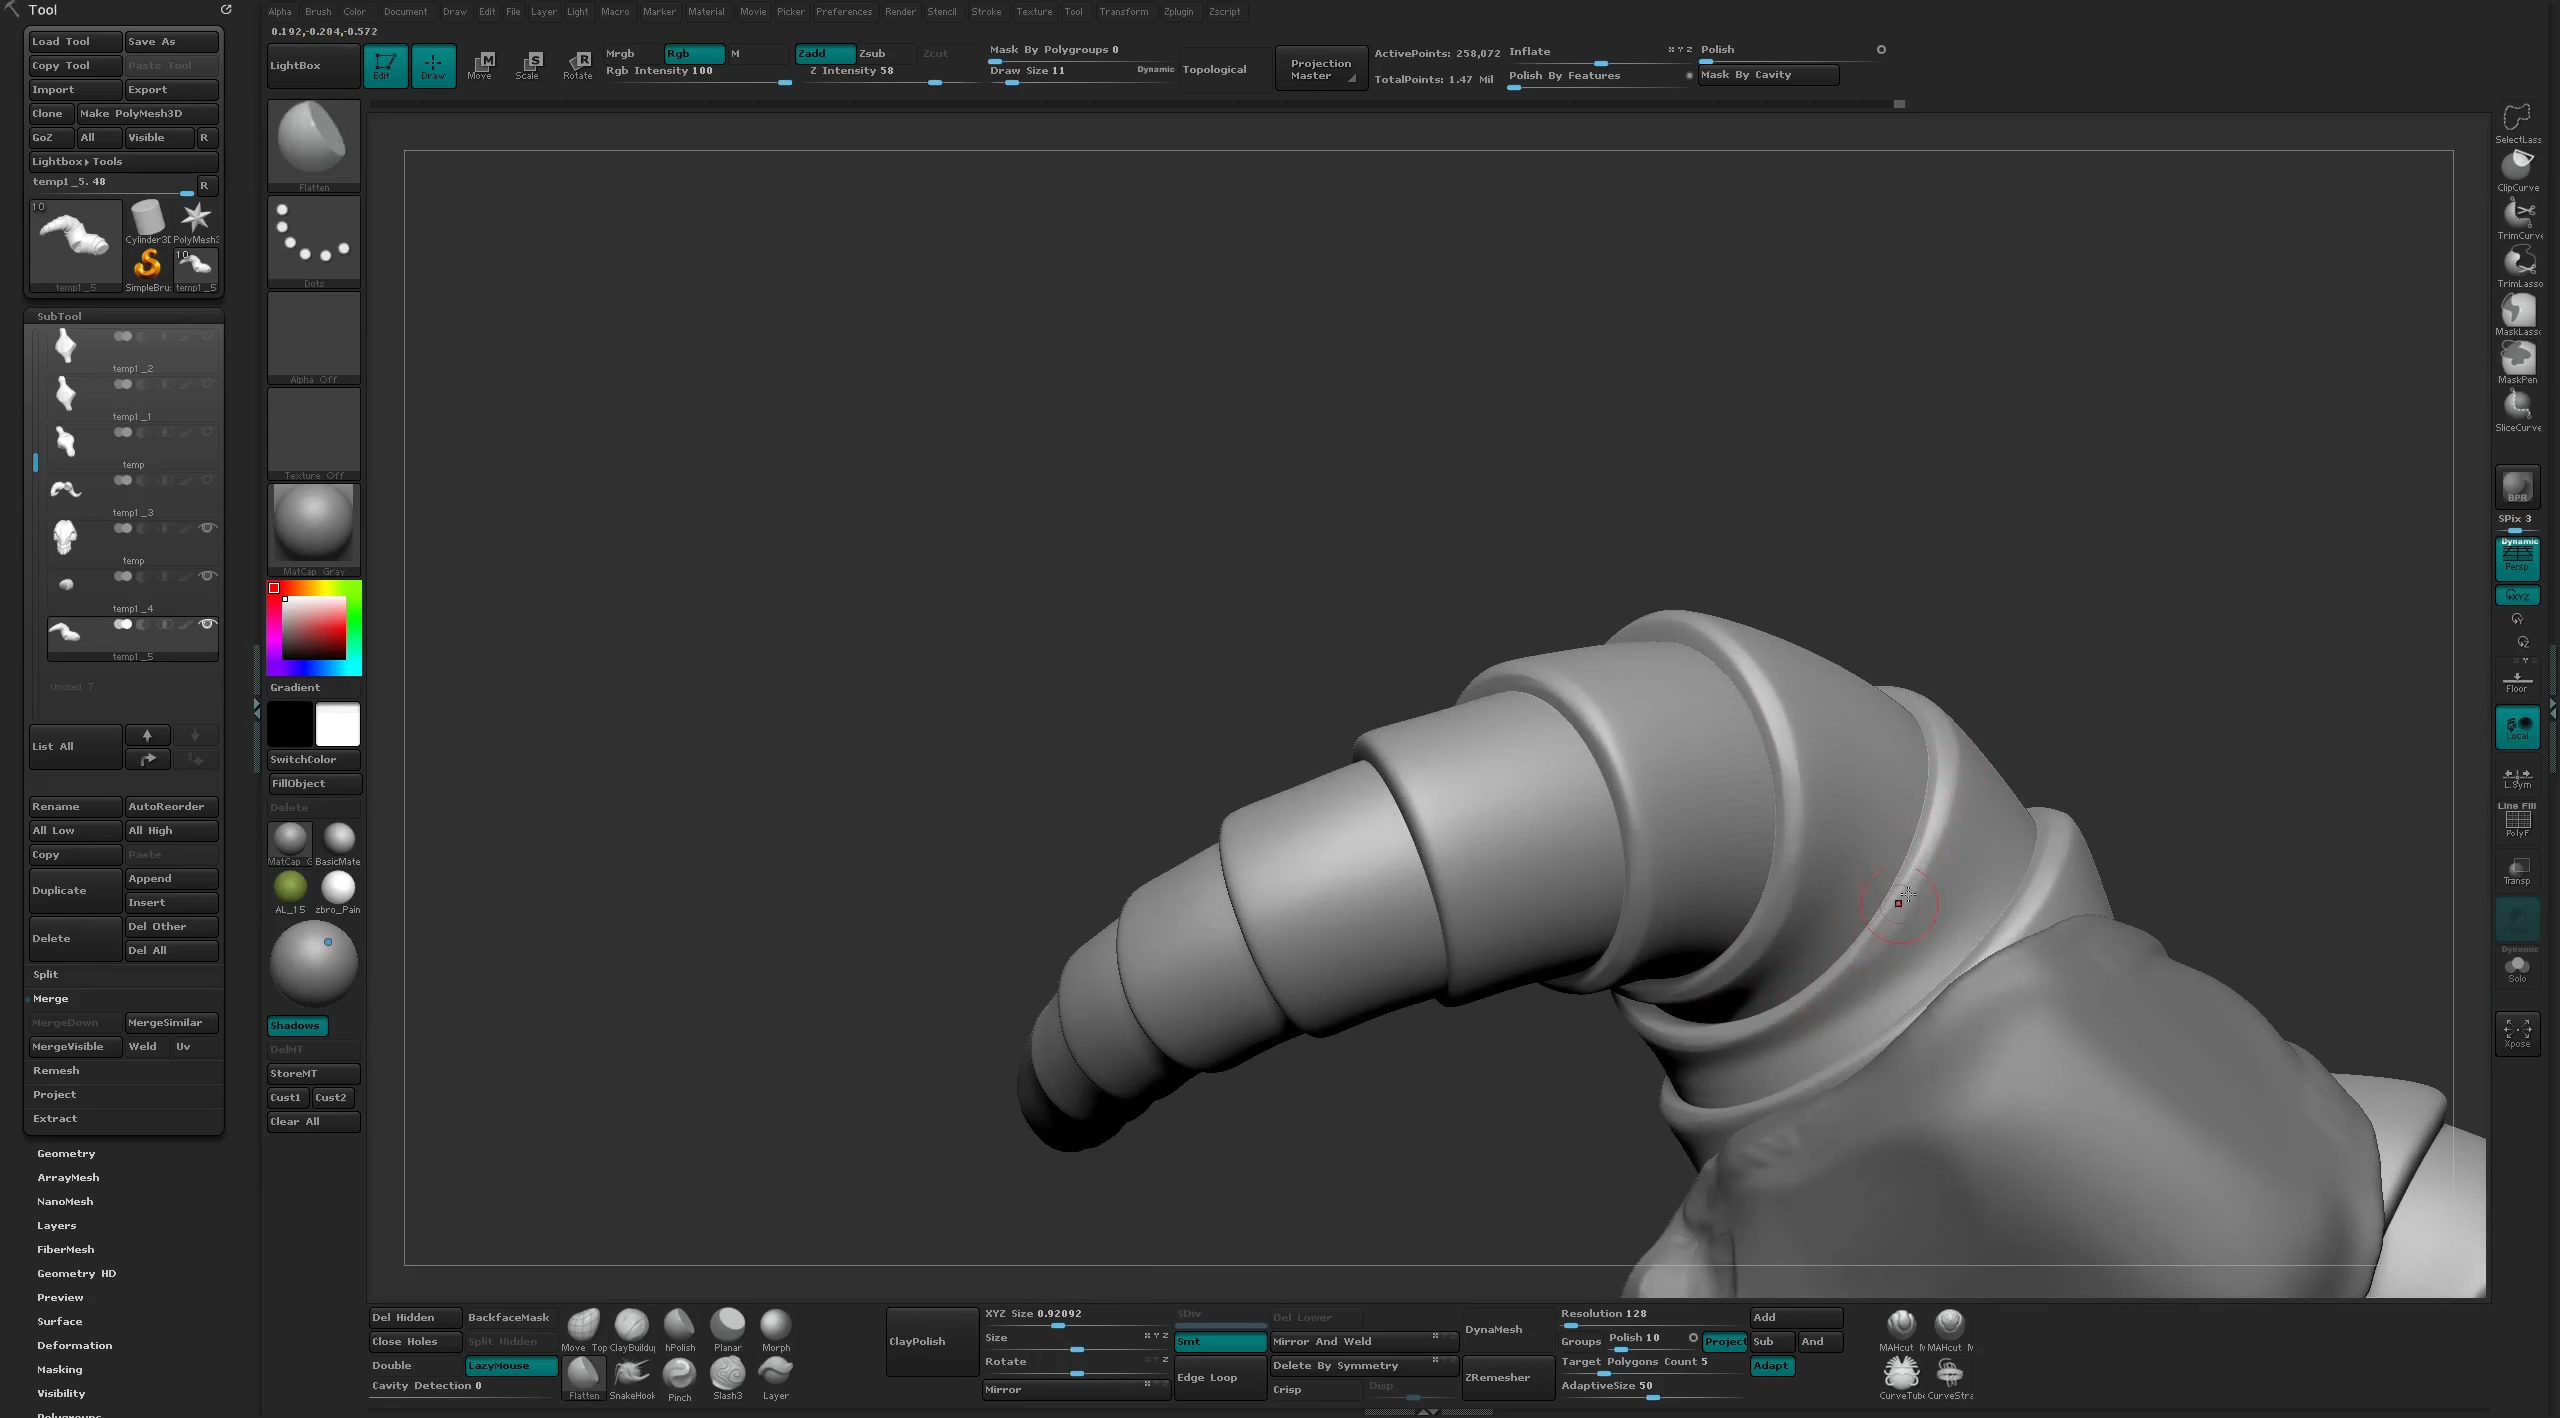 Tool
Load Tool Save As
Copy Tool Paste Tool
Import Export
Clone Make PolyMesh3D
GoZ All Visible R
Lightbox▸Tools
temp1_5. 48 R
10
Cylinder3D PolyMesh3
10
temp1_5 SimpleBru temp1_5
SubTool
temp1_2
temp1_1
temp
temp1_3
temp
temp1_4
temp1_5
Unused 7
List All
Rename AutoReorder
All Low All High
Copy Paste
Duplicate Append
Insert
Delete Del Other
Del All
Split
Merge
MergeDown MergeSimilar
MergeVisible Weld Uv
Remesh
Project
Extract
Geometry
ArrayMesh
NanoMesh
Layers
FiberMesh
Geometry HD
Preview
Surface
Deformation
Masking
Visibility
Polygroups
Alpha Brush Color Document Draw Edit File Layer Light Macro Marker Material Movie Picker Preferences Render Stencil Stroke Texture Tool Transform Zplugin Zscript
0.192,-0.204,-0.572
LightBox Edit Draw Move Scale Rotate
Mrgb Rgb M Zadd Zsub Zcut
Rgb Intensity 100 Z Intensity 58
Mask By Polygroups 0
Draw Size 11 Dynamic
Topological
Projection Master
ActivePoints: 258,072
TotalPoints: 1.47 Mil
Inflate
Polish By Features
Polish
Mask By Cavity
Flatten
Dots
Alpha Off
Texture Off
MatCap Gray
Gradient
SwitchColor
FillObject
Delete
MatCap G BasicMate
AL_15 zbro_Pain
Shadows
DelMT
StoreMT
Cust1 Cust2
Clear All
SelectLass
ClipCurve
TrimCurve
TrimLasso
MaskLasso
MaskPen
SliceCurve
BPR
SPix 3
Dynamic
Persp
XYZ
Floor
Local
L.Sym
Line Fill
PolyF
Transp
Dynamic
Solo
Xpose
Del Hidden BackfaceMask
Close Holes Split Hidden
Double LazyMouse
Cavity Detection 0
Move Top ClayBuildu hPolish Planar Morph
Flatten SnakeHook Pinch Slash3 Layer
ClayPolish
XYZ Size 0.92092
Size
Rotate
Mirror
SDiv Del Lower
Smt Mirror And Weld
Edge Loop Delete By Symmetry
Crisp Disp
DynaMesh
ZRemesher
Resolution 128
Groups Polish 10 Project
Target Polygons Count 5
AdaptiveSize 50
Add
Sub And
Adapt
MAHcut M MAHcut M
CurveTube CurveStra